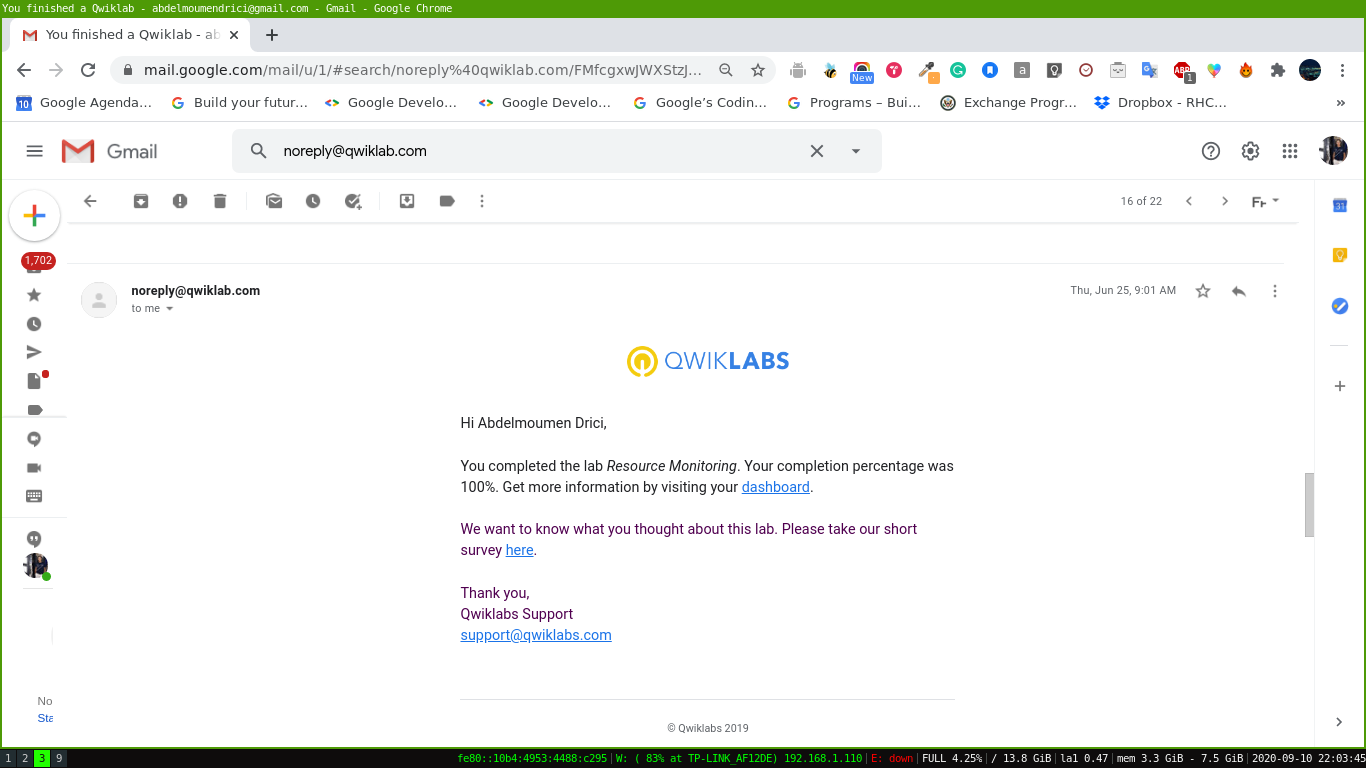 You finished a Qwiklab - abdelmoumendrici@gmail.com - Gmail - Google Chrome
You finished a Qwiklab - ab
mail.google.com/mail/u/1/#search/noreply%40qwiklab.com/FMfcgxwJWXStzJ...
New
a
ABP
1
10
Google Agenda...
Build your futur...
Google Develo...
Google Develo...
Google's Codin...
Programs – Bui...
Exchange Progr...
Dropbox - RHC...
»
Gmail
noreply@qwiklab.com
16 of 22
31
1,702
noreply@qwiklab.com
Thu, Jun 25, 9:01 AM
to me
QWIKLABS
Hi Abdelmoumen Drici,
You completed the lab Resource Monitoring. Your completion percentage was
100%. Get more information by visiting your dashboard.
We want to know what you thought about this lab. Please take our short
survey here.
Thank you,
Qwiklabs Support
support@qwiklabs.com
No
Sta
© Qwiklabs 2019
1 2 3 9
fe80::10b4:4953:4488:c295 W: ( 83% at TP-LINK_AF12DE) 192.168.1.110 E: down FULL 4.25% / 13.8 GiB la1 0.47 mem 3.3 GiB - 7.5 GiB 2020-09-10 22:03:45